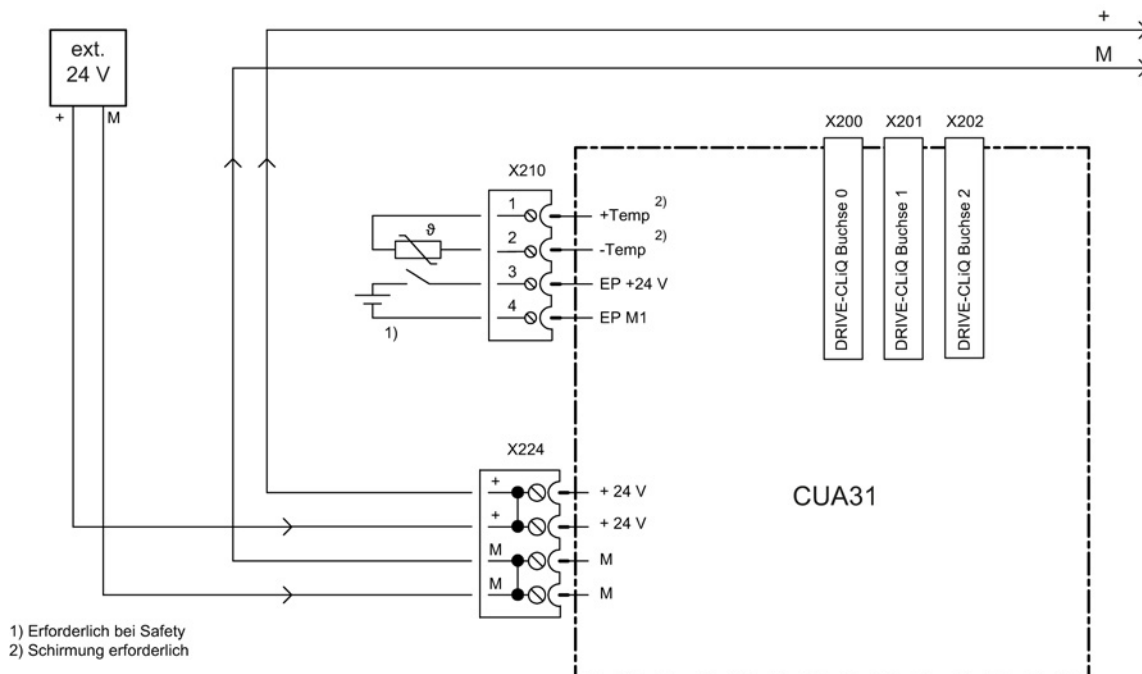 +
M
ext.
24 V
+ M
X200 X201 X202
DRIVE-CLiQ Buchse 0
DRIVE-CLiQ Buchse 1
DRIVE-CLiQ Buchse 2
X210
1 +Temp 2)
ϑ
2 -Temp 2)
3 EP +24 V
4 EP M1
1)
X224
+ + 24 V
+ + 24 V
M M
M M
CUA31
1) Erforderlich bei Safety
2) Schirmung erforderlich